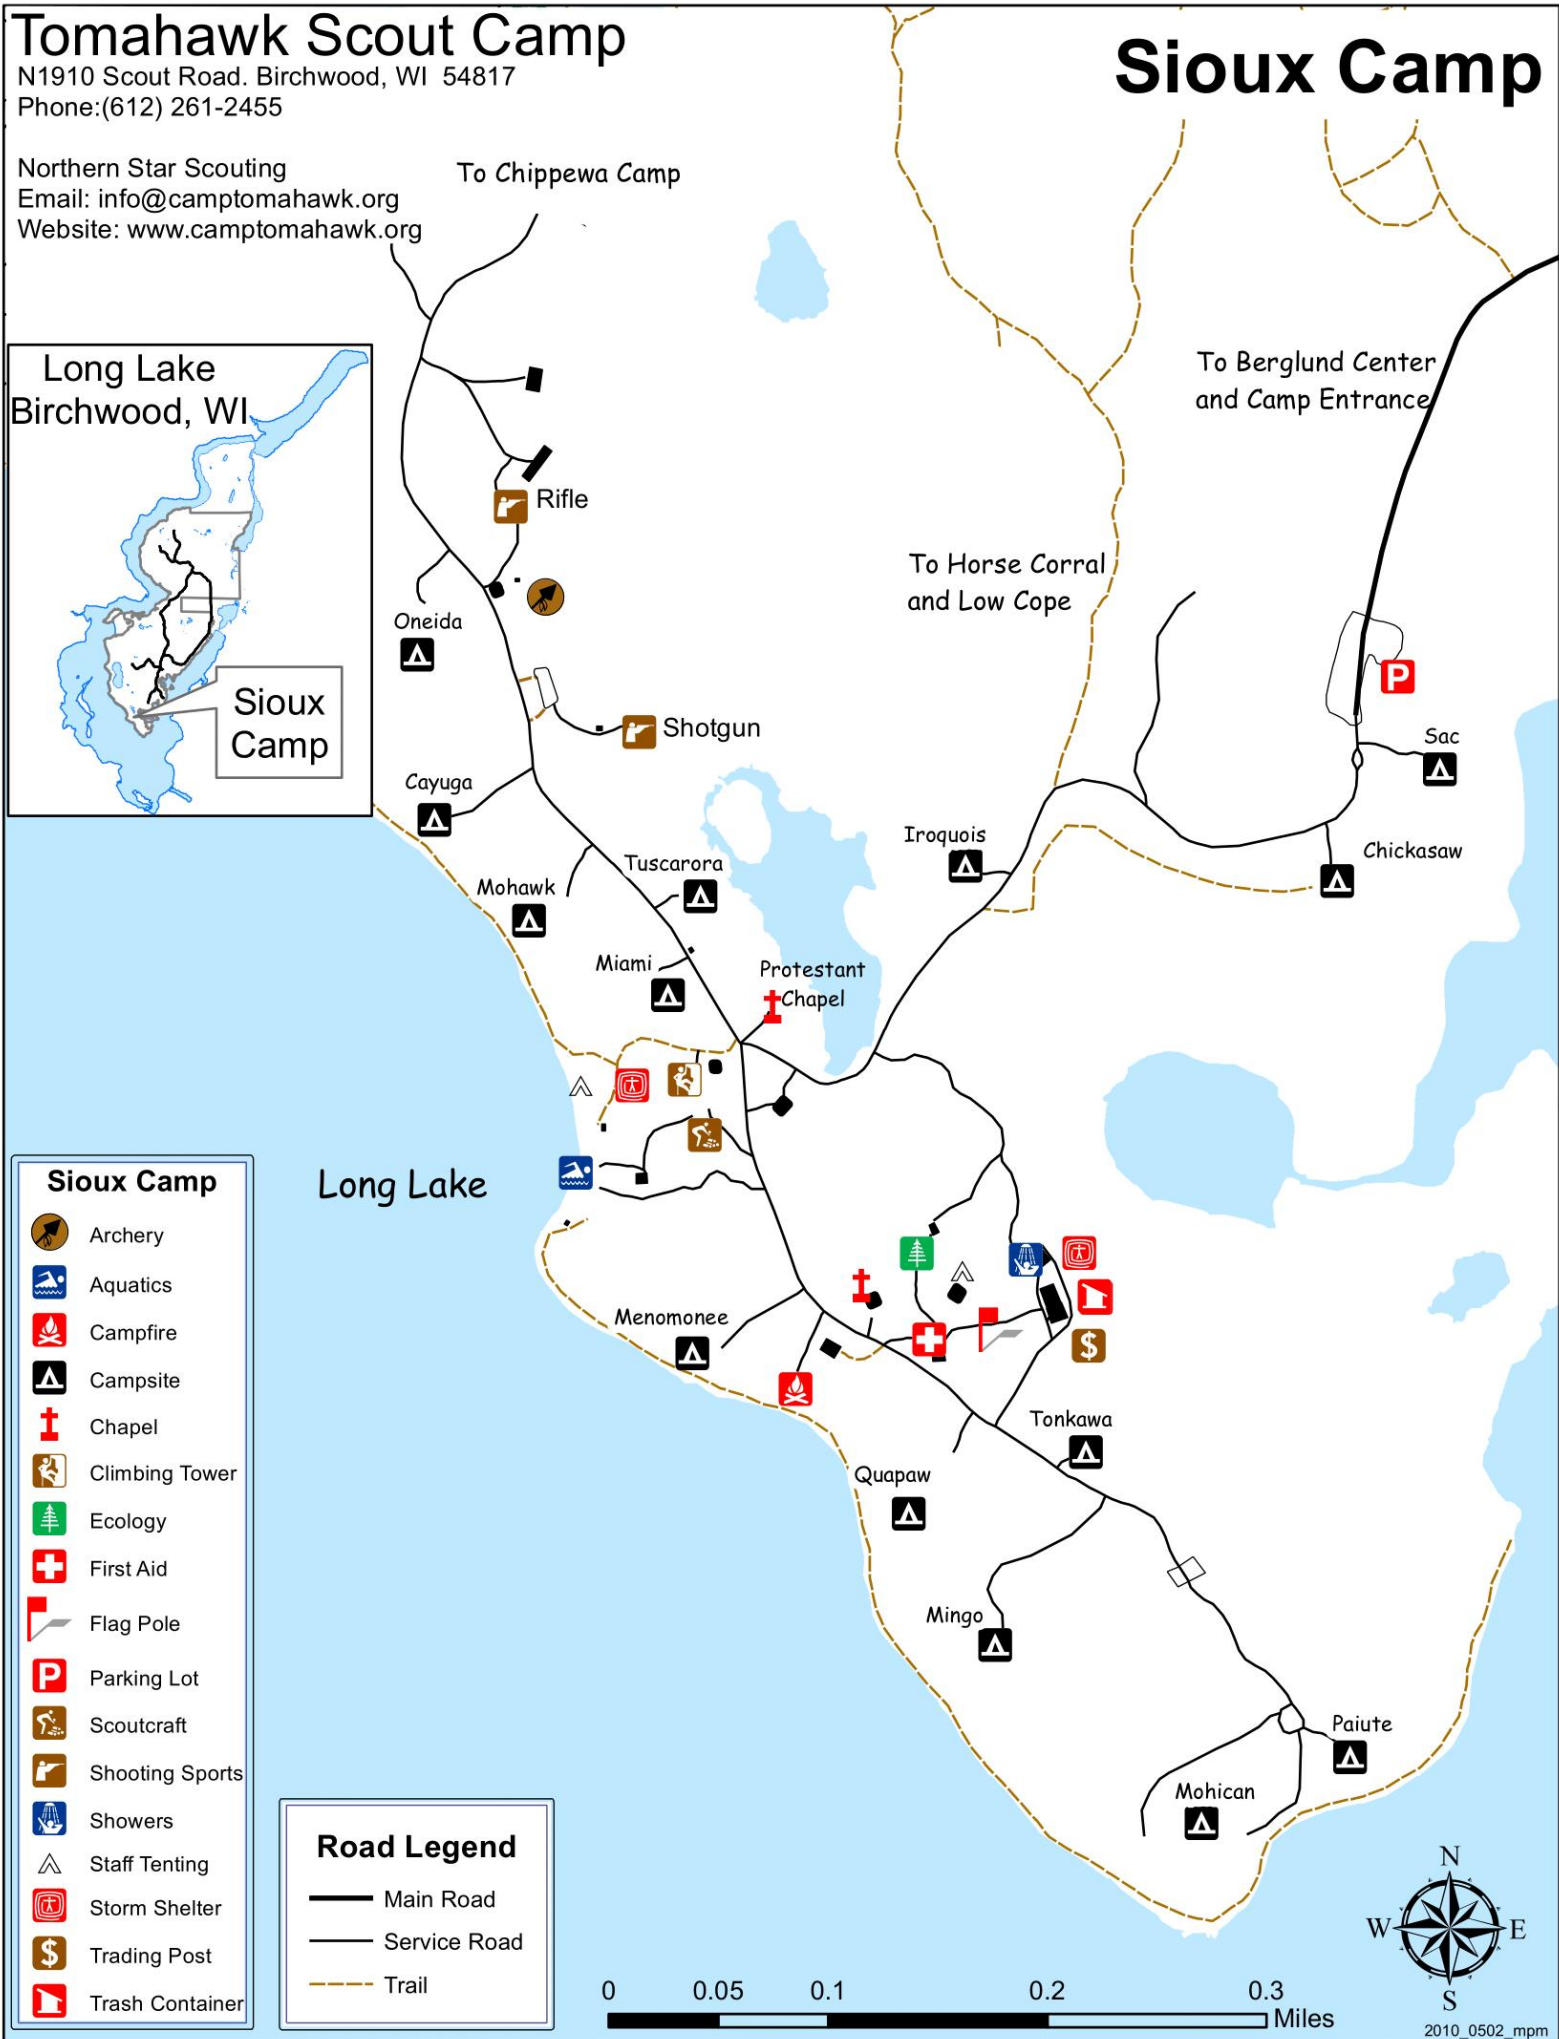 Tomahawk Scout Camp
N1910 Scout Road. Birchwood, WI  54817
Phone:(612) 261-2455
Northern Star Scouting
Email: info@camptomahawk.org
Website: www.camptomahawk.org
Sioux Camp
To Chippewa Camp
Long Lake
Birchwood, WI
Sioux
Camp
To Berglund Center
and Camp Entrance
Rifle
To Horse Corral
and Low Cope
Oneida
P
Shotgun
Sac
Cayuga
Iroquois
Chickasaw
Tuscarora
Mohawk
Miami
Protestant
Chapel
Long Lake
Menomonee
$
Tonkawa
Quapaw
Mingo
Paiute
Mohican
Sioux Camp
Archery
Aquatics
Campfire
Campsite
Chapel
Climbing Tower
Ecology
First Aid
Flag Pole
P Parking Lot
Scoutcraft
Shooting Sports
Showers
Staff Tenting
Storm Shelter
$ Trading Post
Trash Container
Road Legend
Main Road
Service Road
Trail
0 0.05 0.1 0.2 0.3
Miles
N
W E
S
2010_0502_mpm